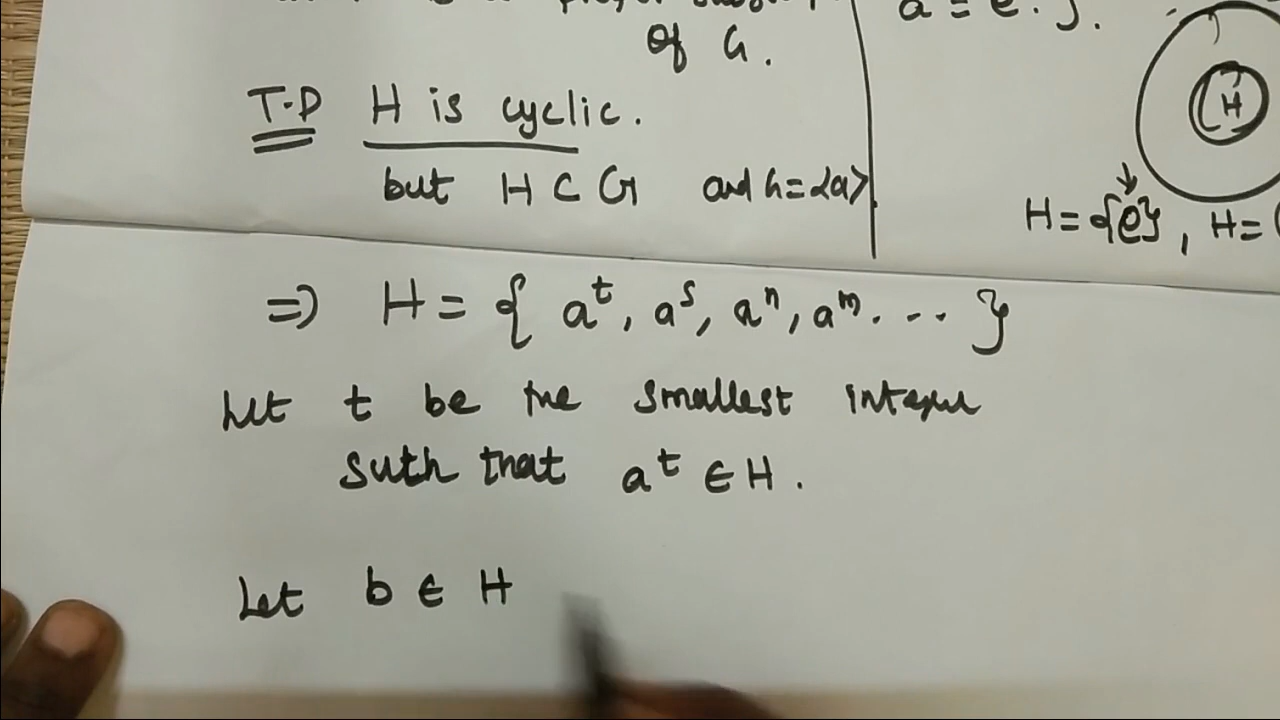 of G.
a = e. }.
H
T.P H is cyclic.
but H ⊂ G and G = <a>
H = {e}, H =
=> H = { a^t, a^s, a^n, a^m. ... }
Let t be the smallest integer
such that a^t ∈ H.
Let b ∈ H